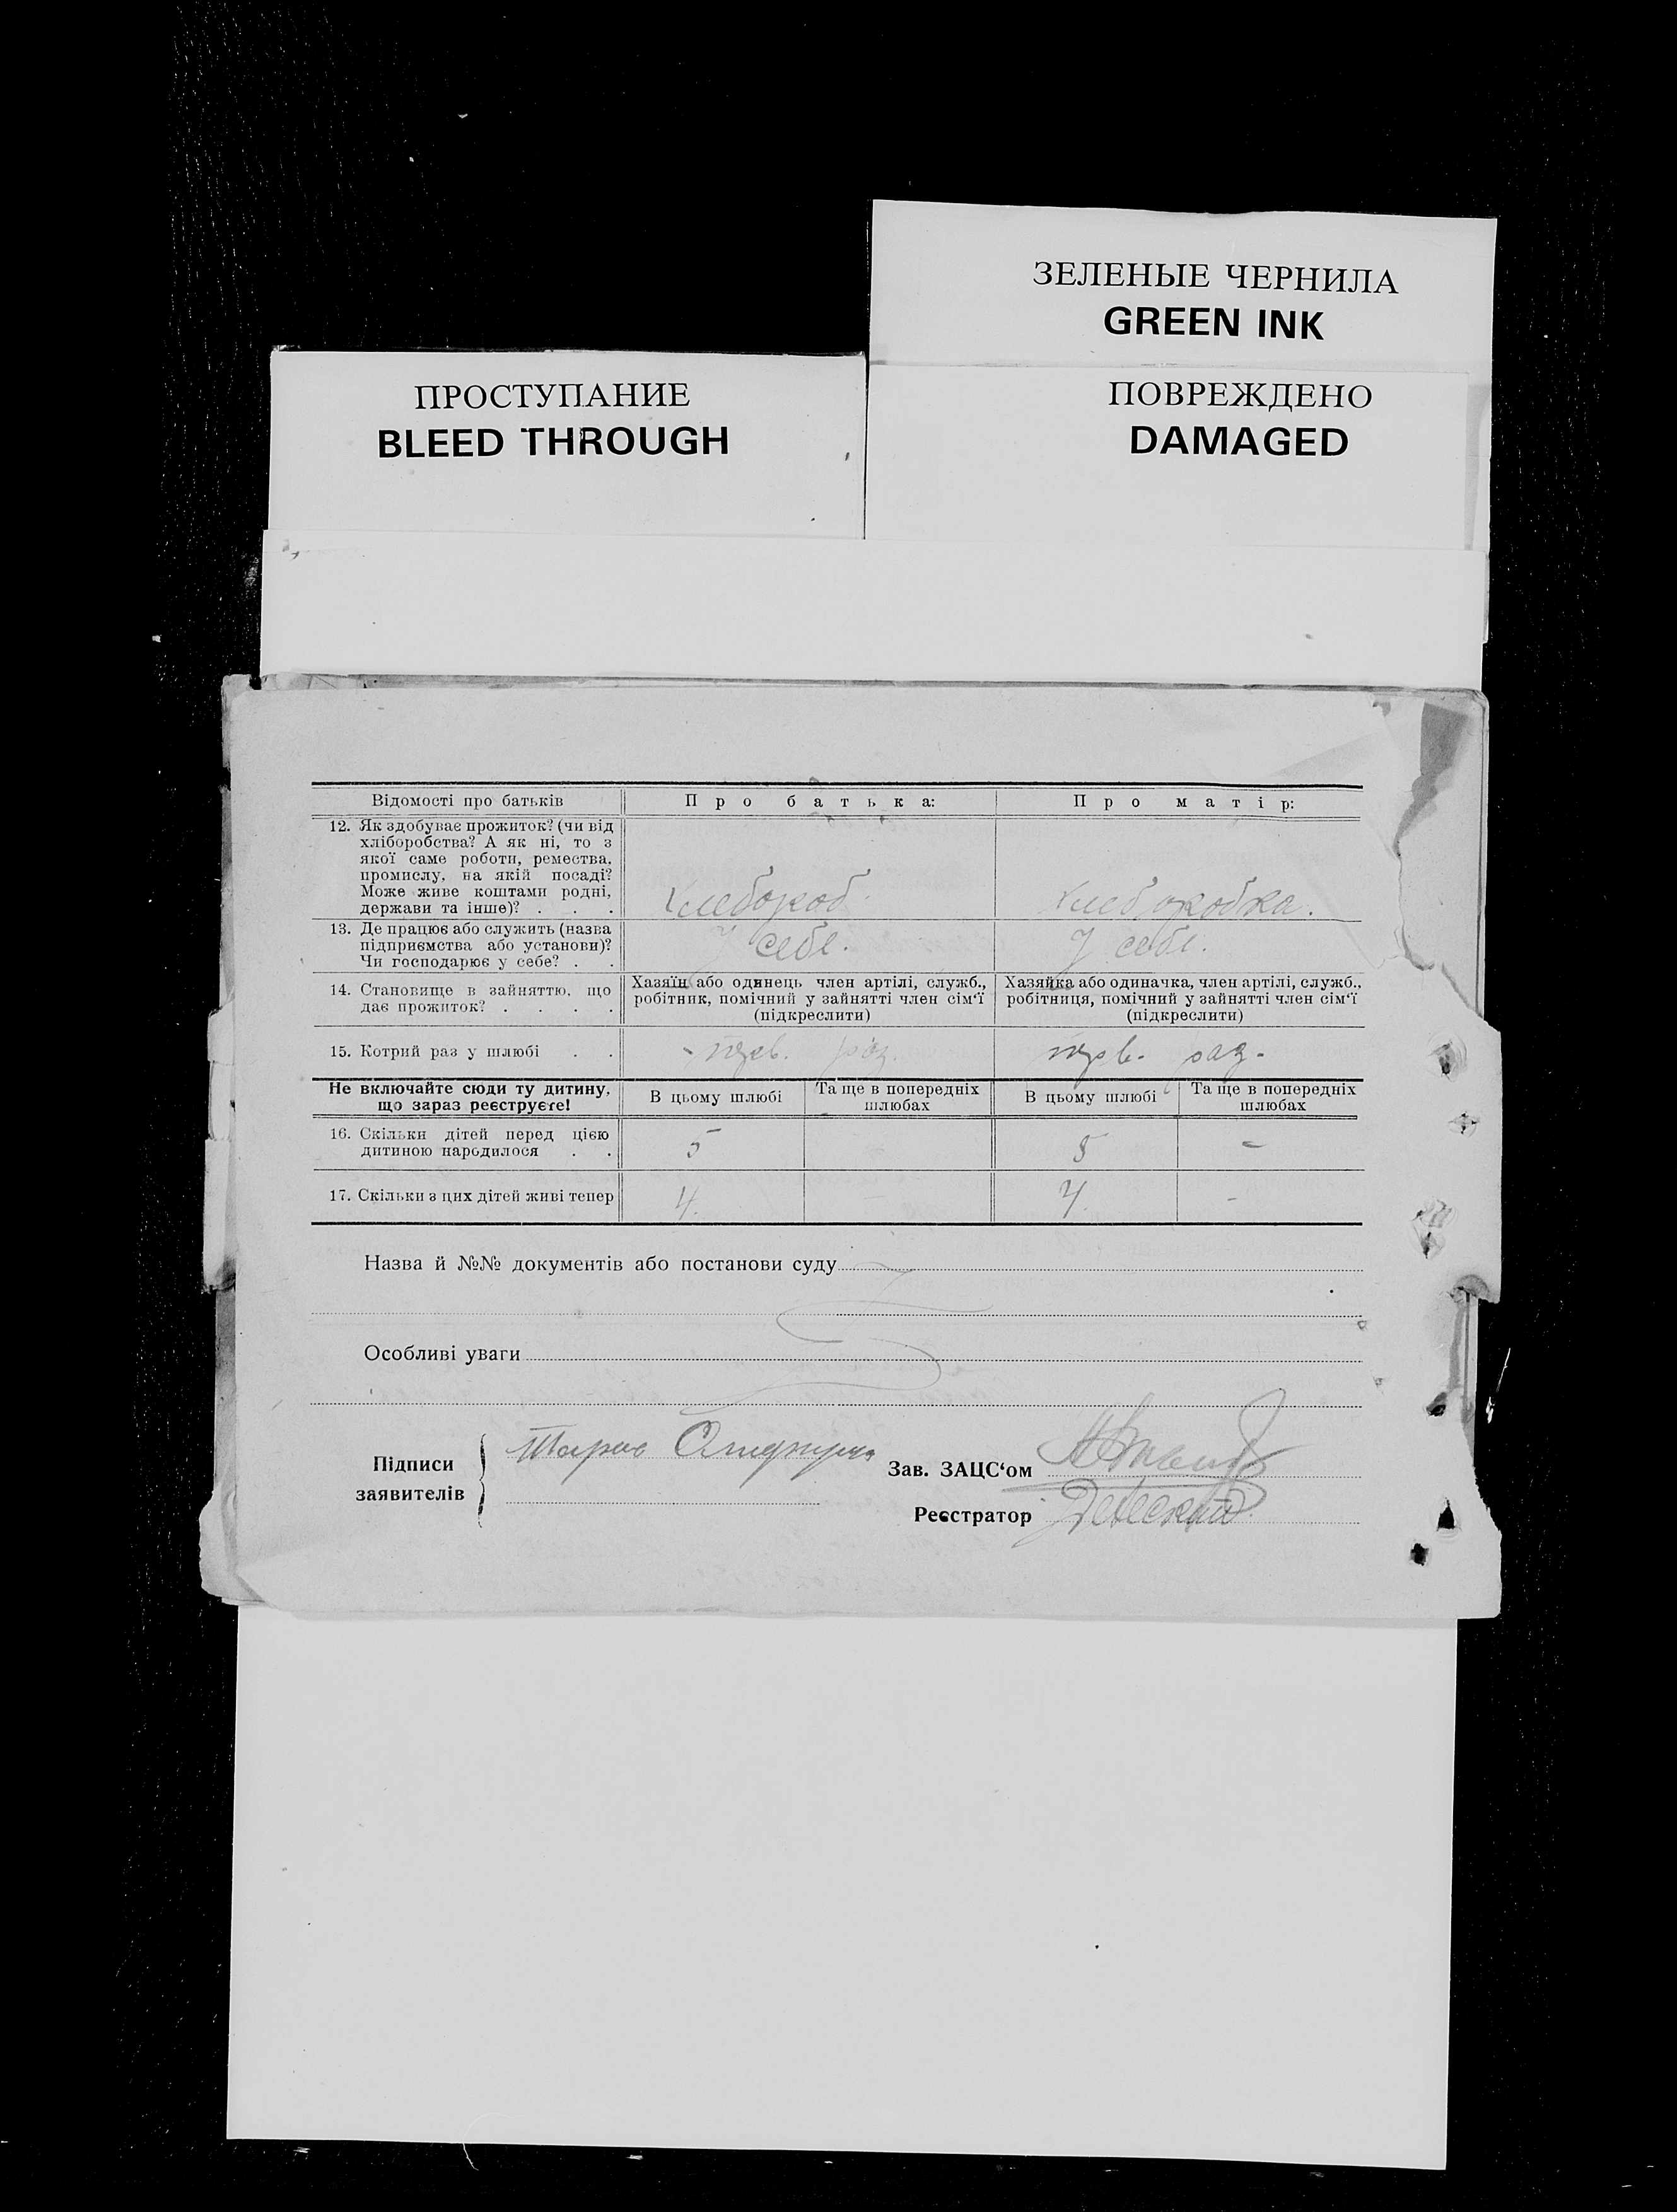 ЗЕЛЕНЫЕ ЧЕРНИЛА
GREEN INK
ПРОСТУПАНИЕ
BLEED THROUGH
ПОВРЕЖДЕНО
DAMAGED
Відомості про батьків Про батька: Про матір:
12. Як здобуває прожиток? (чи від
хліборобства? А як ні, то з
якої саме роботи, ремества,
промислу, на якій посаді?
Може живе коштами родні,
держави та інше)? . . .
Хлебороб. Хлеборобка.
13. Де працює або служить (назва
підприємства або установи)?
Чи господарює у себе? . .
У себе. У себе.
14. Становище в зайняттю, що
дає прожиток? . . . .
Хазяїн або одинець член артілі, служб.,
робітник, помічний у зайнятті член сім'ї
(підкреслити)
Хазяйка або одиначка, член артілі, служб.,
робітниця, помічний у зайнятті член сім'ї
(підкреслити)
15. Котрий раз у шлюбі . . перв. раз. перв. раз.
Не включайте сюди ту дитину,
що зараз реєструєте!
В цьому шлюбі
Та ще в попередніх
шлюбах
В цьому шлюбі
Та ще в попередніх
шлюбах
16. Скільки дітей перед цією
дитиною народилося . .
5 5 -
17. Скільки з цих дітей живі тепер 4. - 4. -
Назва й №№ документів або постанови суду
Особливі уваги
Підписи
заявителів
Тарас
Зав. ЗАЦС‘ом
Реєстратор